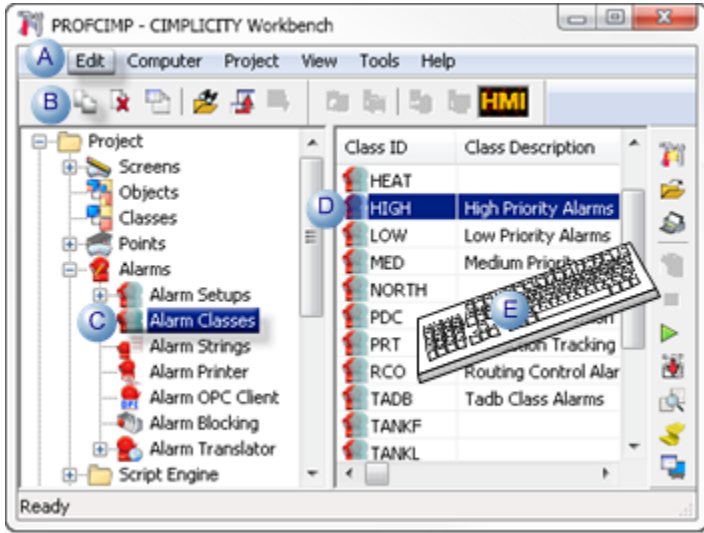 PROFCIMP - CIMPLICITY Workbench
A Edit Computer Project View Tools Help
B HMI
Project
Screens
Objects
Classes
Points
Alarms
Alarm Setups
C Alarm Classes
Alarm Strings
Alarm Printer
OPC Alarm OPC Client
Alarm Blocking
Alarm Translator
Script Engine
Class ID Class Description
HEAT
D HIGH High Priority Alarms
LOW Low Priority Alarms
MED Medium
NORTH
E
PDC
PRT Tracking
RCO Routing Control Alar
TADB Tadb Class Alarms
TANKF
TANKL
Ready